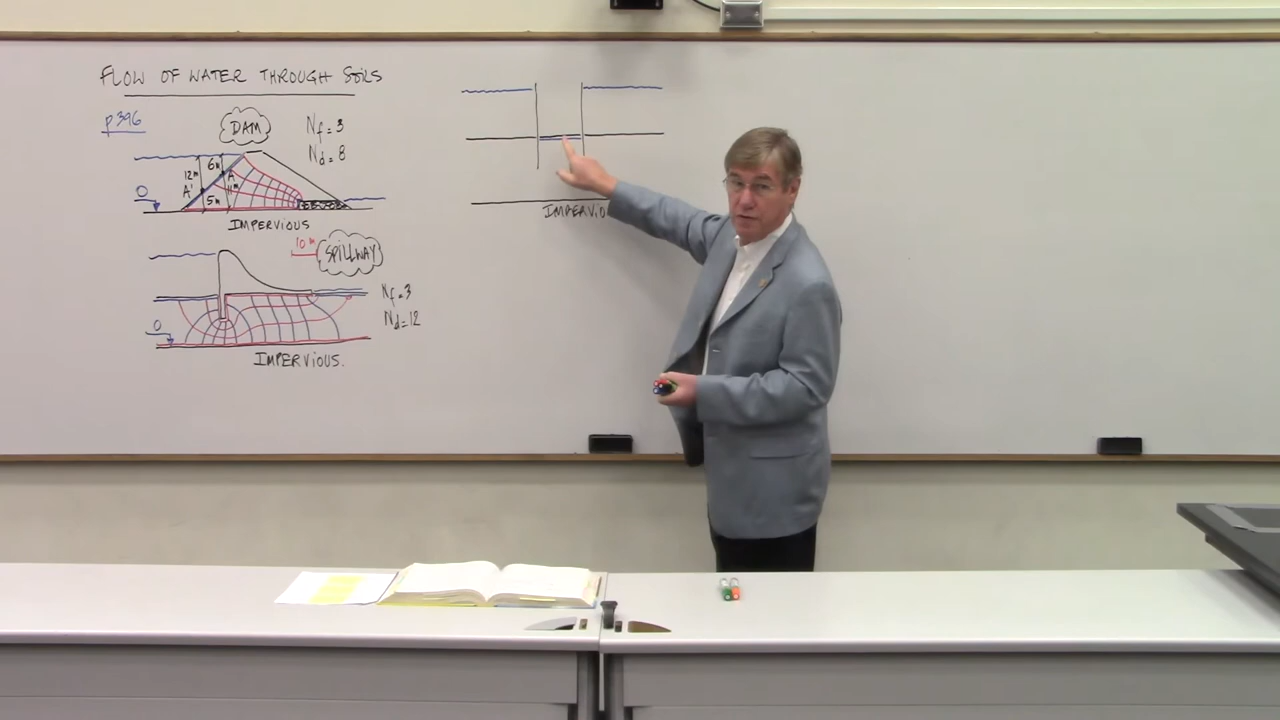 FLOW OF WATER THROUGH SOILS
p396
DAM
Nf = 3
Nd = 8
12m
6m
A
A'
11m
5m
0
IMPERVIOUS
10 m
SPILLWAY
Nf = 3
Nd = 12
0
IMPERVIOUS.
IMPERVIO